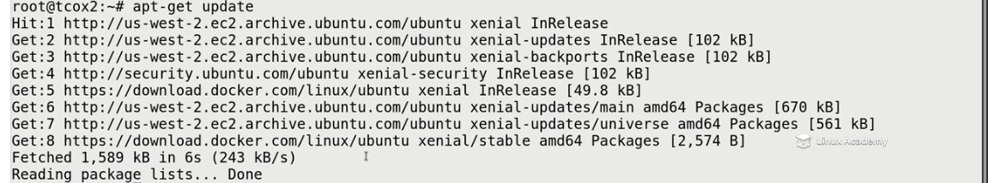 root@tcox2:~# apt-get update
Hit:1 http://us-west-2.ec2.archive.ubuntu.com/ubuntu xenial InRelease
Get:2 http://us-west-2.ec2.archive.ubuntu.com/ubuntu xenial-updates InRelease [102 kB]
Get:3 http://us-west-2.ec2.archive.ubuntu.com/ubuntu xenial-backports InRelease [102 kB]
Get:4 http://security.ubuntu.com/ubuntu xenial-security InRelease [102 kB]
Get:5 https://download.docker.com/linux/ubuntu xenial InRelease [49.8 kB]
Get:6 http://us-west-2.ec2.archive.ubuntu.com/ubuntu xenial-updates/main amd64 Packages [670 kB]
Get:7 http://us-west-2.ec2.archive.ubuntu.com/ubuntu xenial-updates/universe amd64 Packages [561 kB]
Get:8 https://download.docker.com/linux/ubuntu xenial/stable amd64 Packages [2,574 B]
Linux Academy
Fetched 1,589 kB in 6s (243 kB/s)
Reading package lists... Done